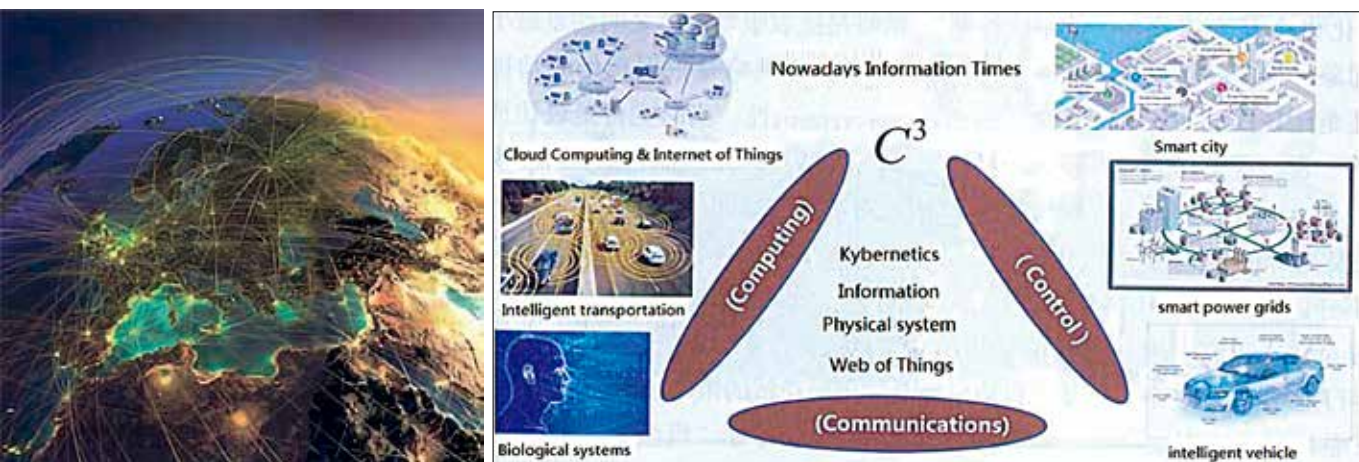 Nowadays Information Times
C³
Cloud Computing & Internet of Things
Smart city
(Computing)
( Control )
Kybernetics
Information
Physical system
Web of Things
Intelligent transportation
smart power grids
(Communications)
Biological systems
intelligent vehicle